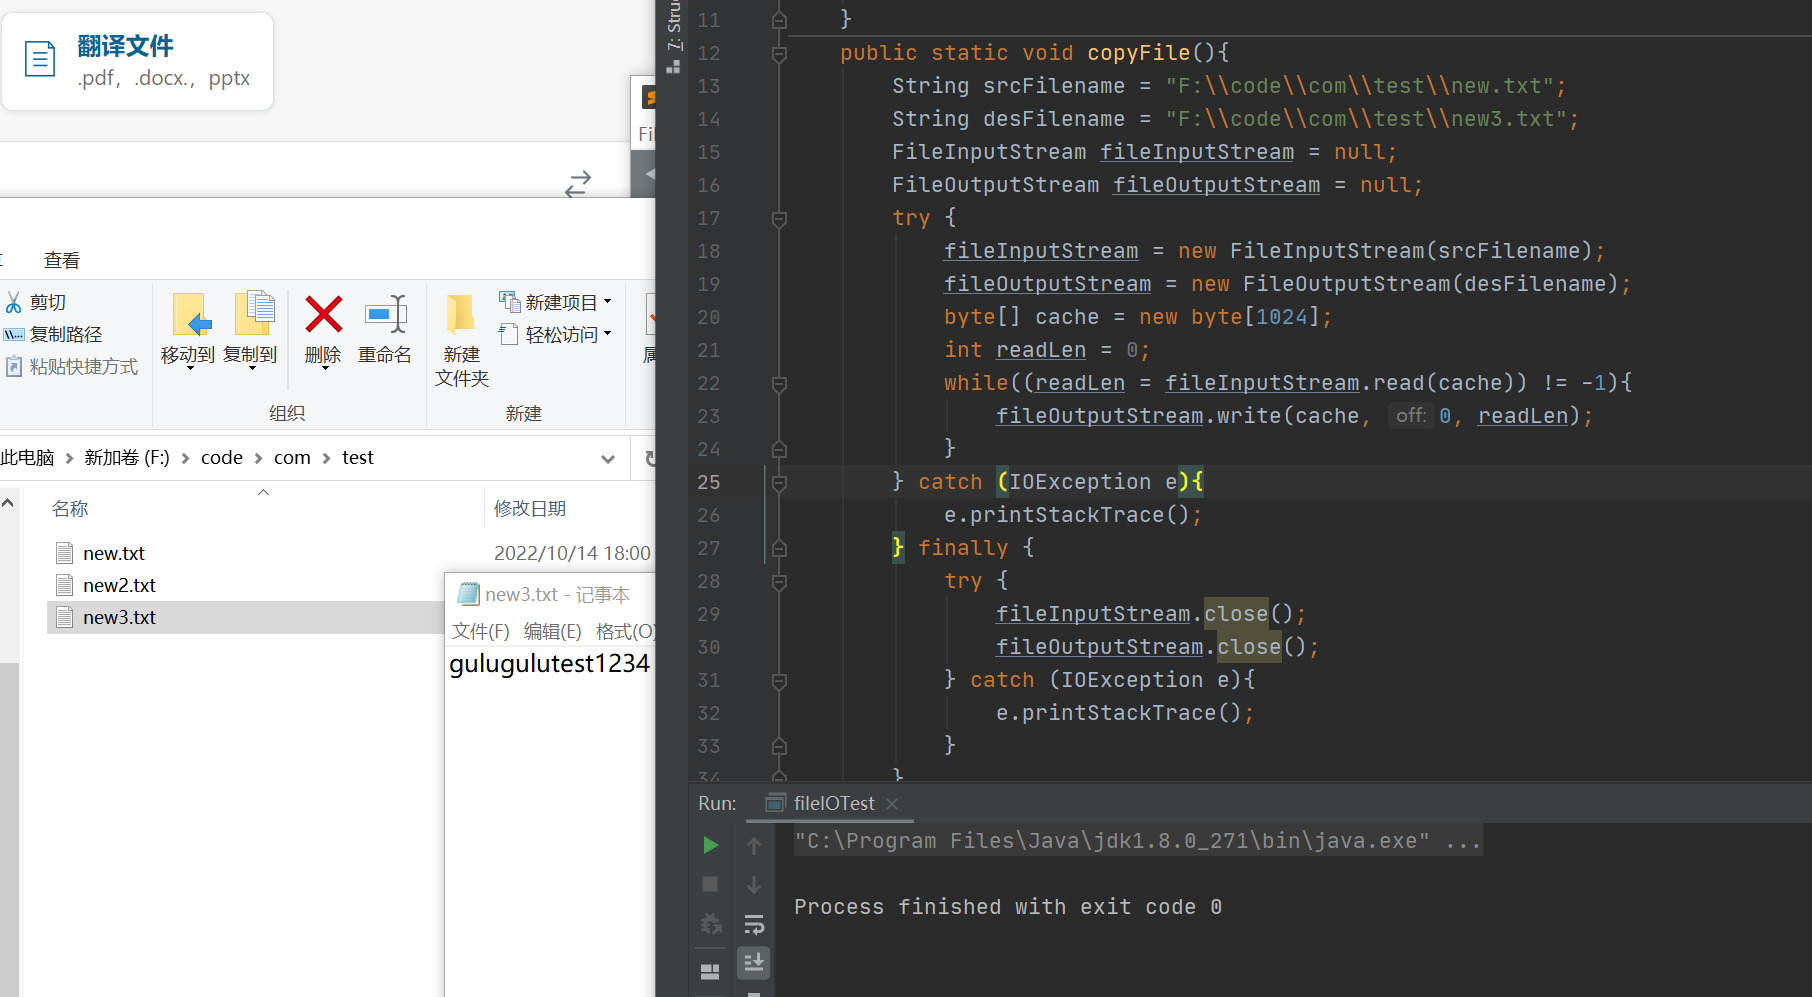 翻译文件
.pdf, .docx., pptx
Fil
查看
剪切
复制路径
粘贴快捷方式
移动到
复制到
删除
重命名
新建
文件夹
新建项目
轻松访问
组织
新建
此电脑 > 新加卷 (F:) > code > com > test
名称
修改日期
new.txt
2022/10/14 18:00
new2.txt
new3.txt
new3.txt - 记事本
文件(F) 编辑(E) 格式(O)
gulugulutest1234
7: Struc
11 }
12 public static void copyFile(){
13 String srcFilename = "F:\\code\\com\\test\\new.txt";
14 String desFilename = "F:\\code\\com\\test\\new3.txt";
15 FileInputStream fileInputStream = null;
16 FileOutputStream fileOutputStream = null;
17 try {
18 fileInputStream = new FileInputStream(srcFilename);
19 fileOutputStream = new FileOutputStream(desFilename);
20 byte[] cache = new byte[1024];
21 int readLen = 0;
22 while((readLen = fileInputStream.read(cache)) != -1){
23 fileOutputStream.write(cache, off: 0, readLen);
24 }
25 } catch (IOException e){
26 e.printStackTrace();
27 } finally {
28 try {
29 fileInputStream.close();
30 fileOutputStream.close();
31 } catch (IOException e){
32 e.printStackTrace();
33 }
34 }
Run: fileIOTest
"C:\Program Files\Java\jdk1.8.0_271\bin\java.exe" ...
Process finished with exit code 0